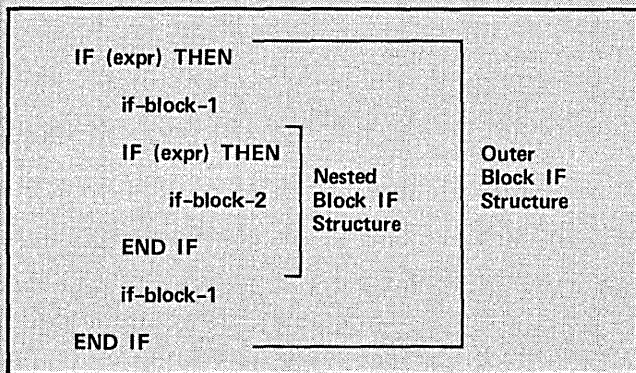 IF (expr) THEN
if-block-1
IF (expr) THEN
if-block-2
END IF
if-block-1
END IF
Nested
Block IF
Structure
Outer
Block IF
Structure